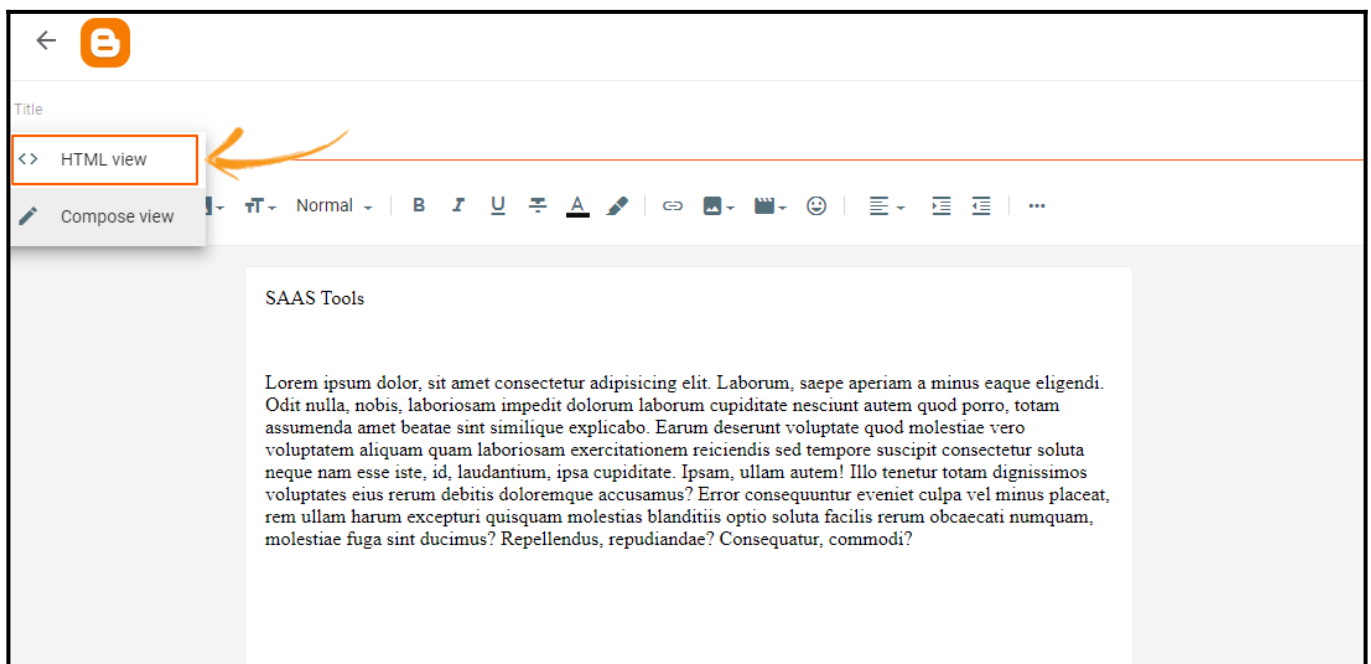 Title
<> HTML view
Compose view
Normal
B I U A
SAAS Tools
Lorem ipsum dolor, sit amet consectetur adipisicing elit. Laborum, saepe aperiam a minus eaque eligendi.
Odit nulla, nobis, laboriosam impedit dolorum laborum cupiditate nesciunt autem quod porro, totam
assumenda amet beatae sint similique explicabo. Earum deserunt voluptate quod molestiae vero
voluptatem aliquam quam laboriosam exercitationem reiciendis sed tempore suscipit consectetur soluta
neque nam esse iste, id, laudantium, ipsa cupiditate. Ipsam, ullam autem! Illo tenetur totam dignissimos
voluptates eius rerum debitis doloremque accusamus? Error consequuntur eveniet culpa vel minus placeat,
rem ullam harum excepturi quisquam molestias blanditiis optio soluta facilis rerum obcaecati numquam,
molestiae fuga sint ducimus? Repellendus, repudiandae? Consequatur, commodi?